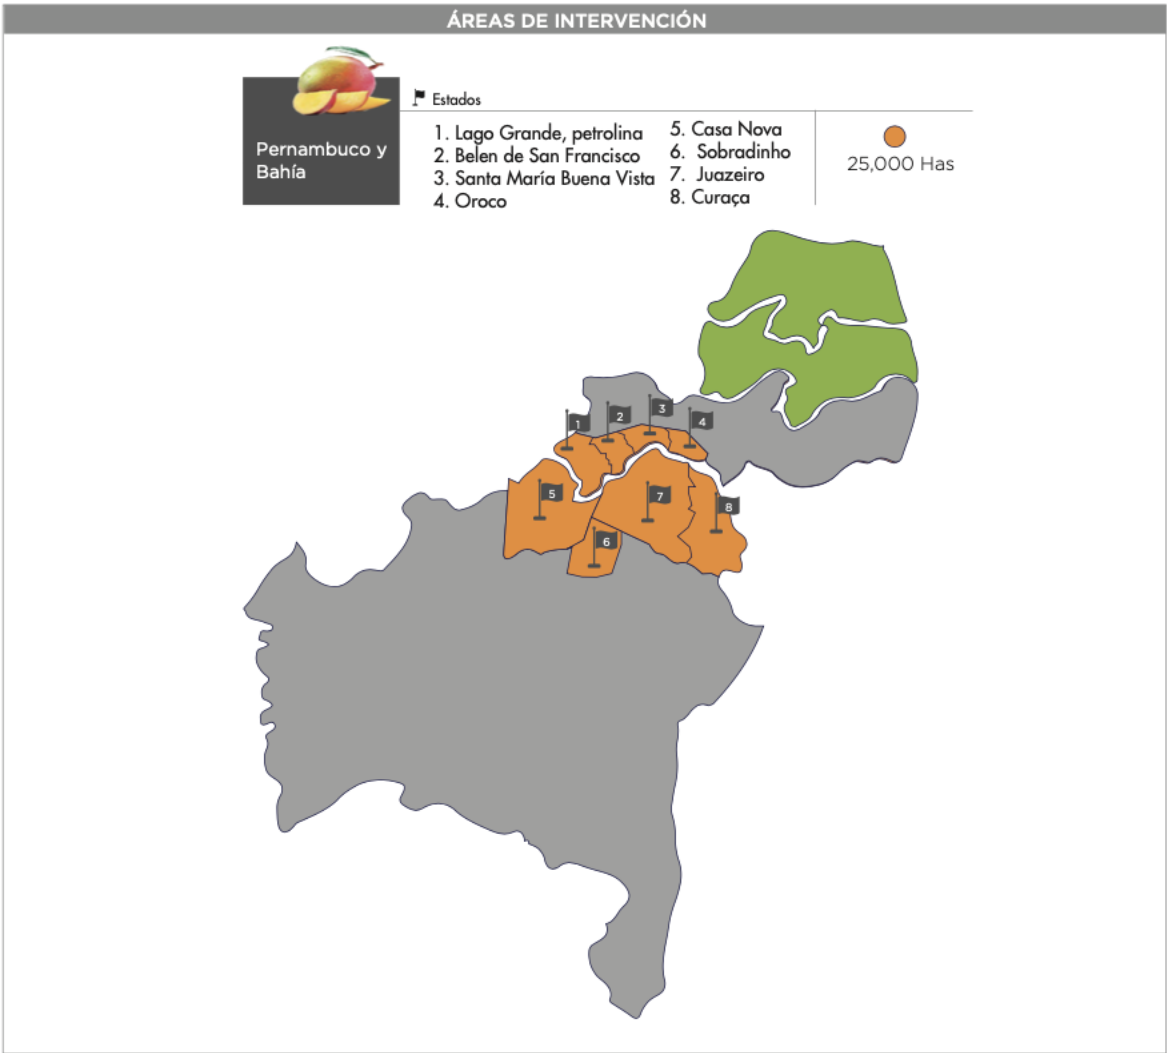 ÁREAS DE INTERVENCIÓN
Pernambuco y
Bahía
Estados
1. Lago Grande, petrolina
2. Belen de San Francisco
3. Santa María Buena Vista
4. Oroco
5. Casa Nova
6. Sobradinho
7. Juazeiro
8. Curaça
25,000 Has
1
2
3
4
5
6
7
8